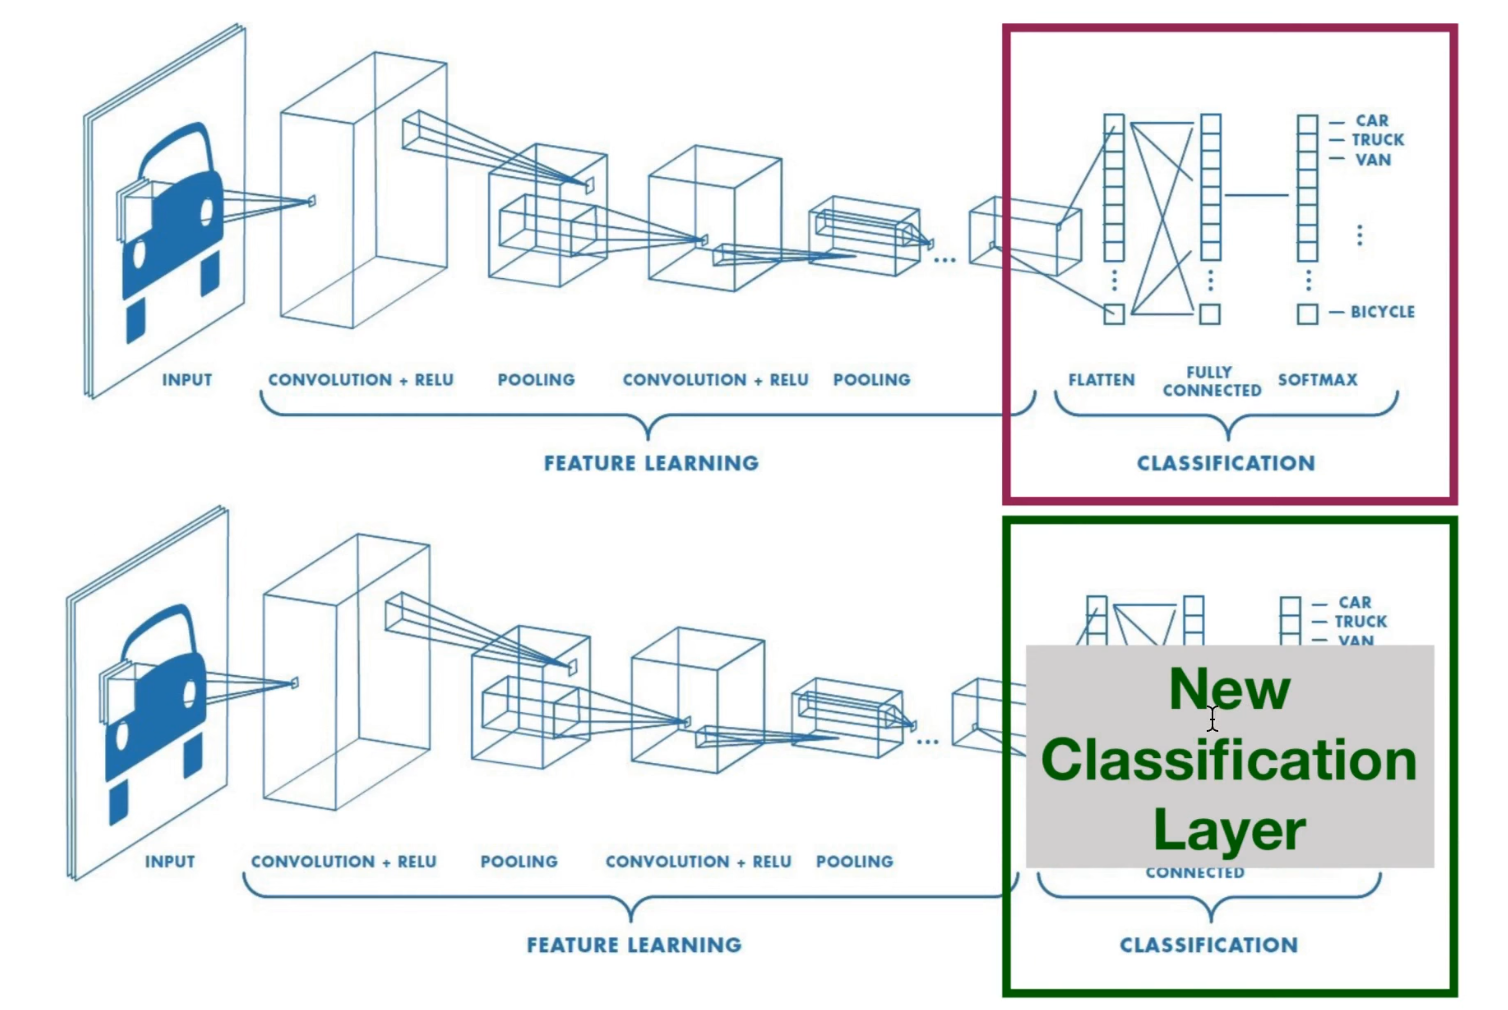 CAR
TRUCK
VAN
BICYCLE
INPUT
CONVOLUTION + RELU
POOLING
CONVOLUTION + RELU
POOLING
FLATTEN
FULLY
CONNECTED
SOFTMAX
FEATURE LEARNING
CLASSIFICATION
CAR
TRUCK
VAN
New
Classification
Layer
INPUT
CONVOLUTION + RELU
POOLING
CONVOLUTION + RELU
POOLING
CONNECTED
FEATURE LEARNING
CLASSIFICATION